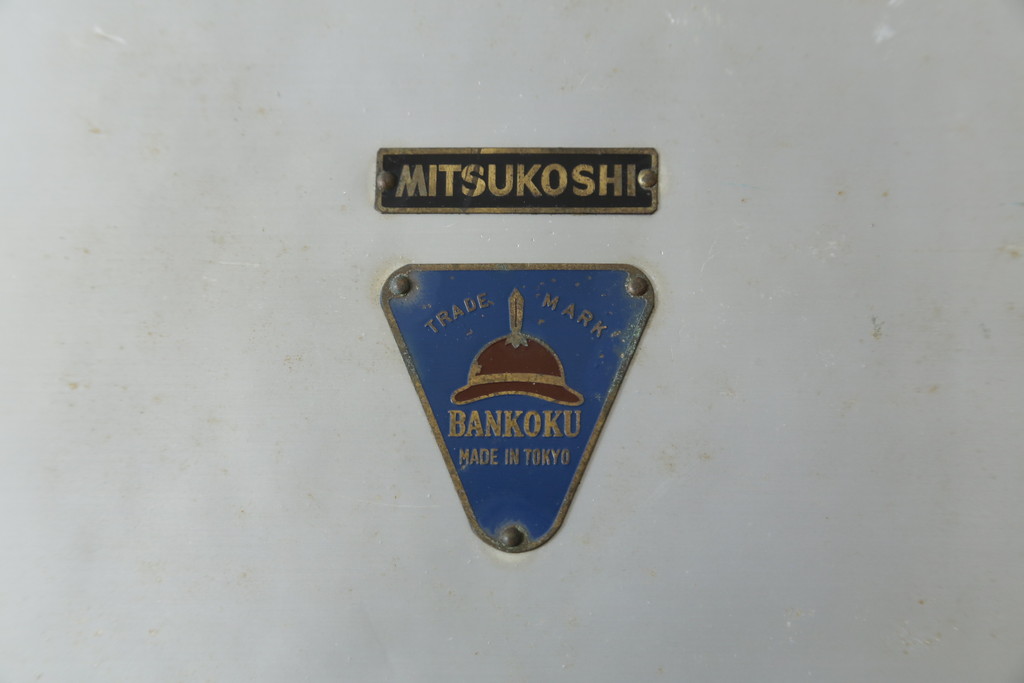 MITSUKOSHI
TRADE MARK
BANKOKU
MADE IN TOKYO